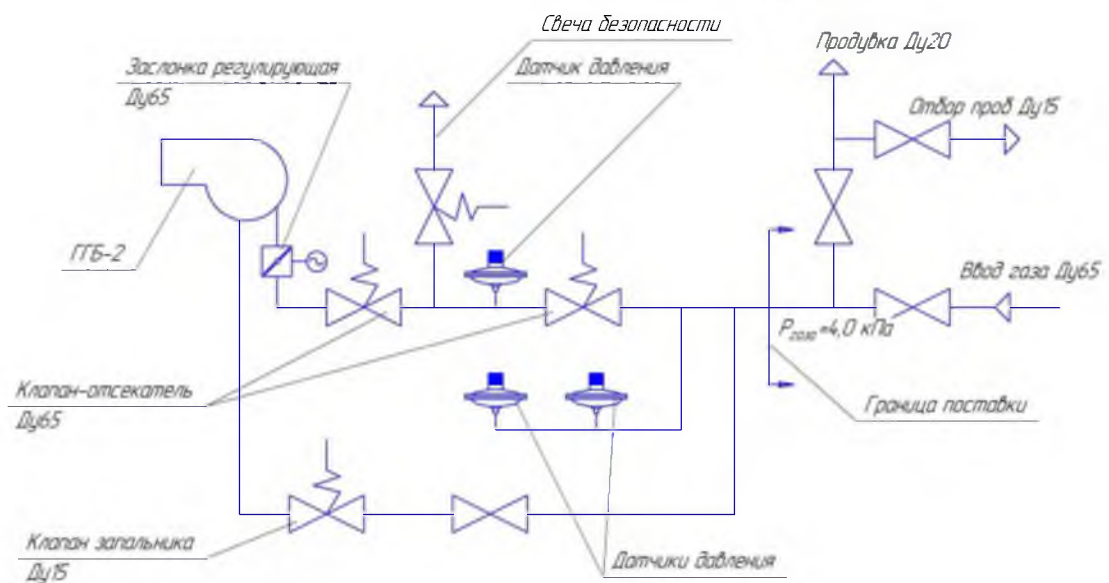 Свеча безопасности
Продувка Ду20
Заслонка регулирующая
Ду65
Датчик давления
Отбор проб Ду15
ГГБ-2
Ввод газа Ду65
Pгаза=4,0 кПа
Клапан-отсекатель
Ду65
Граница поставки
Клапан запальника
Ду15
Датчики давления